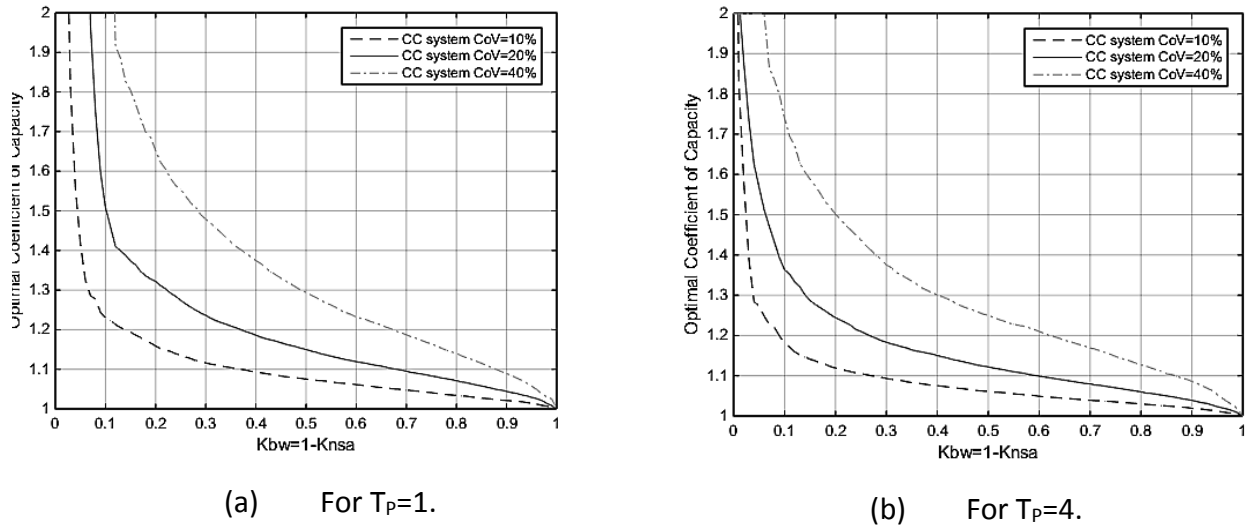 2
1.9
1.8
1.7
1.6
1.5
1.4
1.3
1.2
1.1
1
Optimal Coefficient of Capacity
CC system CoV=10%
CC system CoV=20%
CC system CoV=40%
0 0.1 0.2 0.3 0.4 0.5 0.6 0.7 0.8 0.9 1
Kbw=1-Knsa
(a) For TP=1.
2
1.9
1.8
1.7
1.6
1.5
1.4
1.3
1.2
1.1
1
Optimal Coefficient of Capacity
CC system CoV=10%
CC system CoV=20%
CC system CoV=40%
0 0.1 0.2 0.3 0.4 0.5 0.6 0.7 0.8 0.9 1
Kbw=1-Knsa
(b) For TP=4.